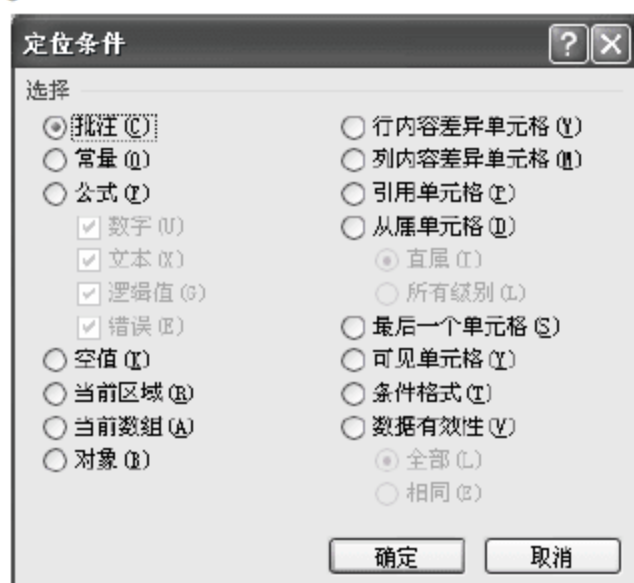 定位条件
选择
批注(C)
常量(O)
公式(F)
数字(U)
文本(X)
逻辑值(G)
错误(E)
空值(K)
当前区域(R)
当前数组(A)
对象(B)
行内容差异单元格(W)
列内容差异单元格(M)
引用单元格(P)
从属单元格(D)
直属(I)
所有级别(L)
最后一个单元格(S)
可见单元格(Y)
条件格式(T)
数据有效性(V)
全部(L)
相同(E)
确定 取消